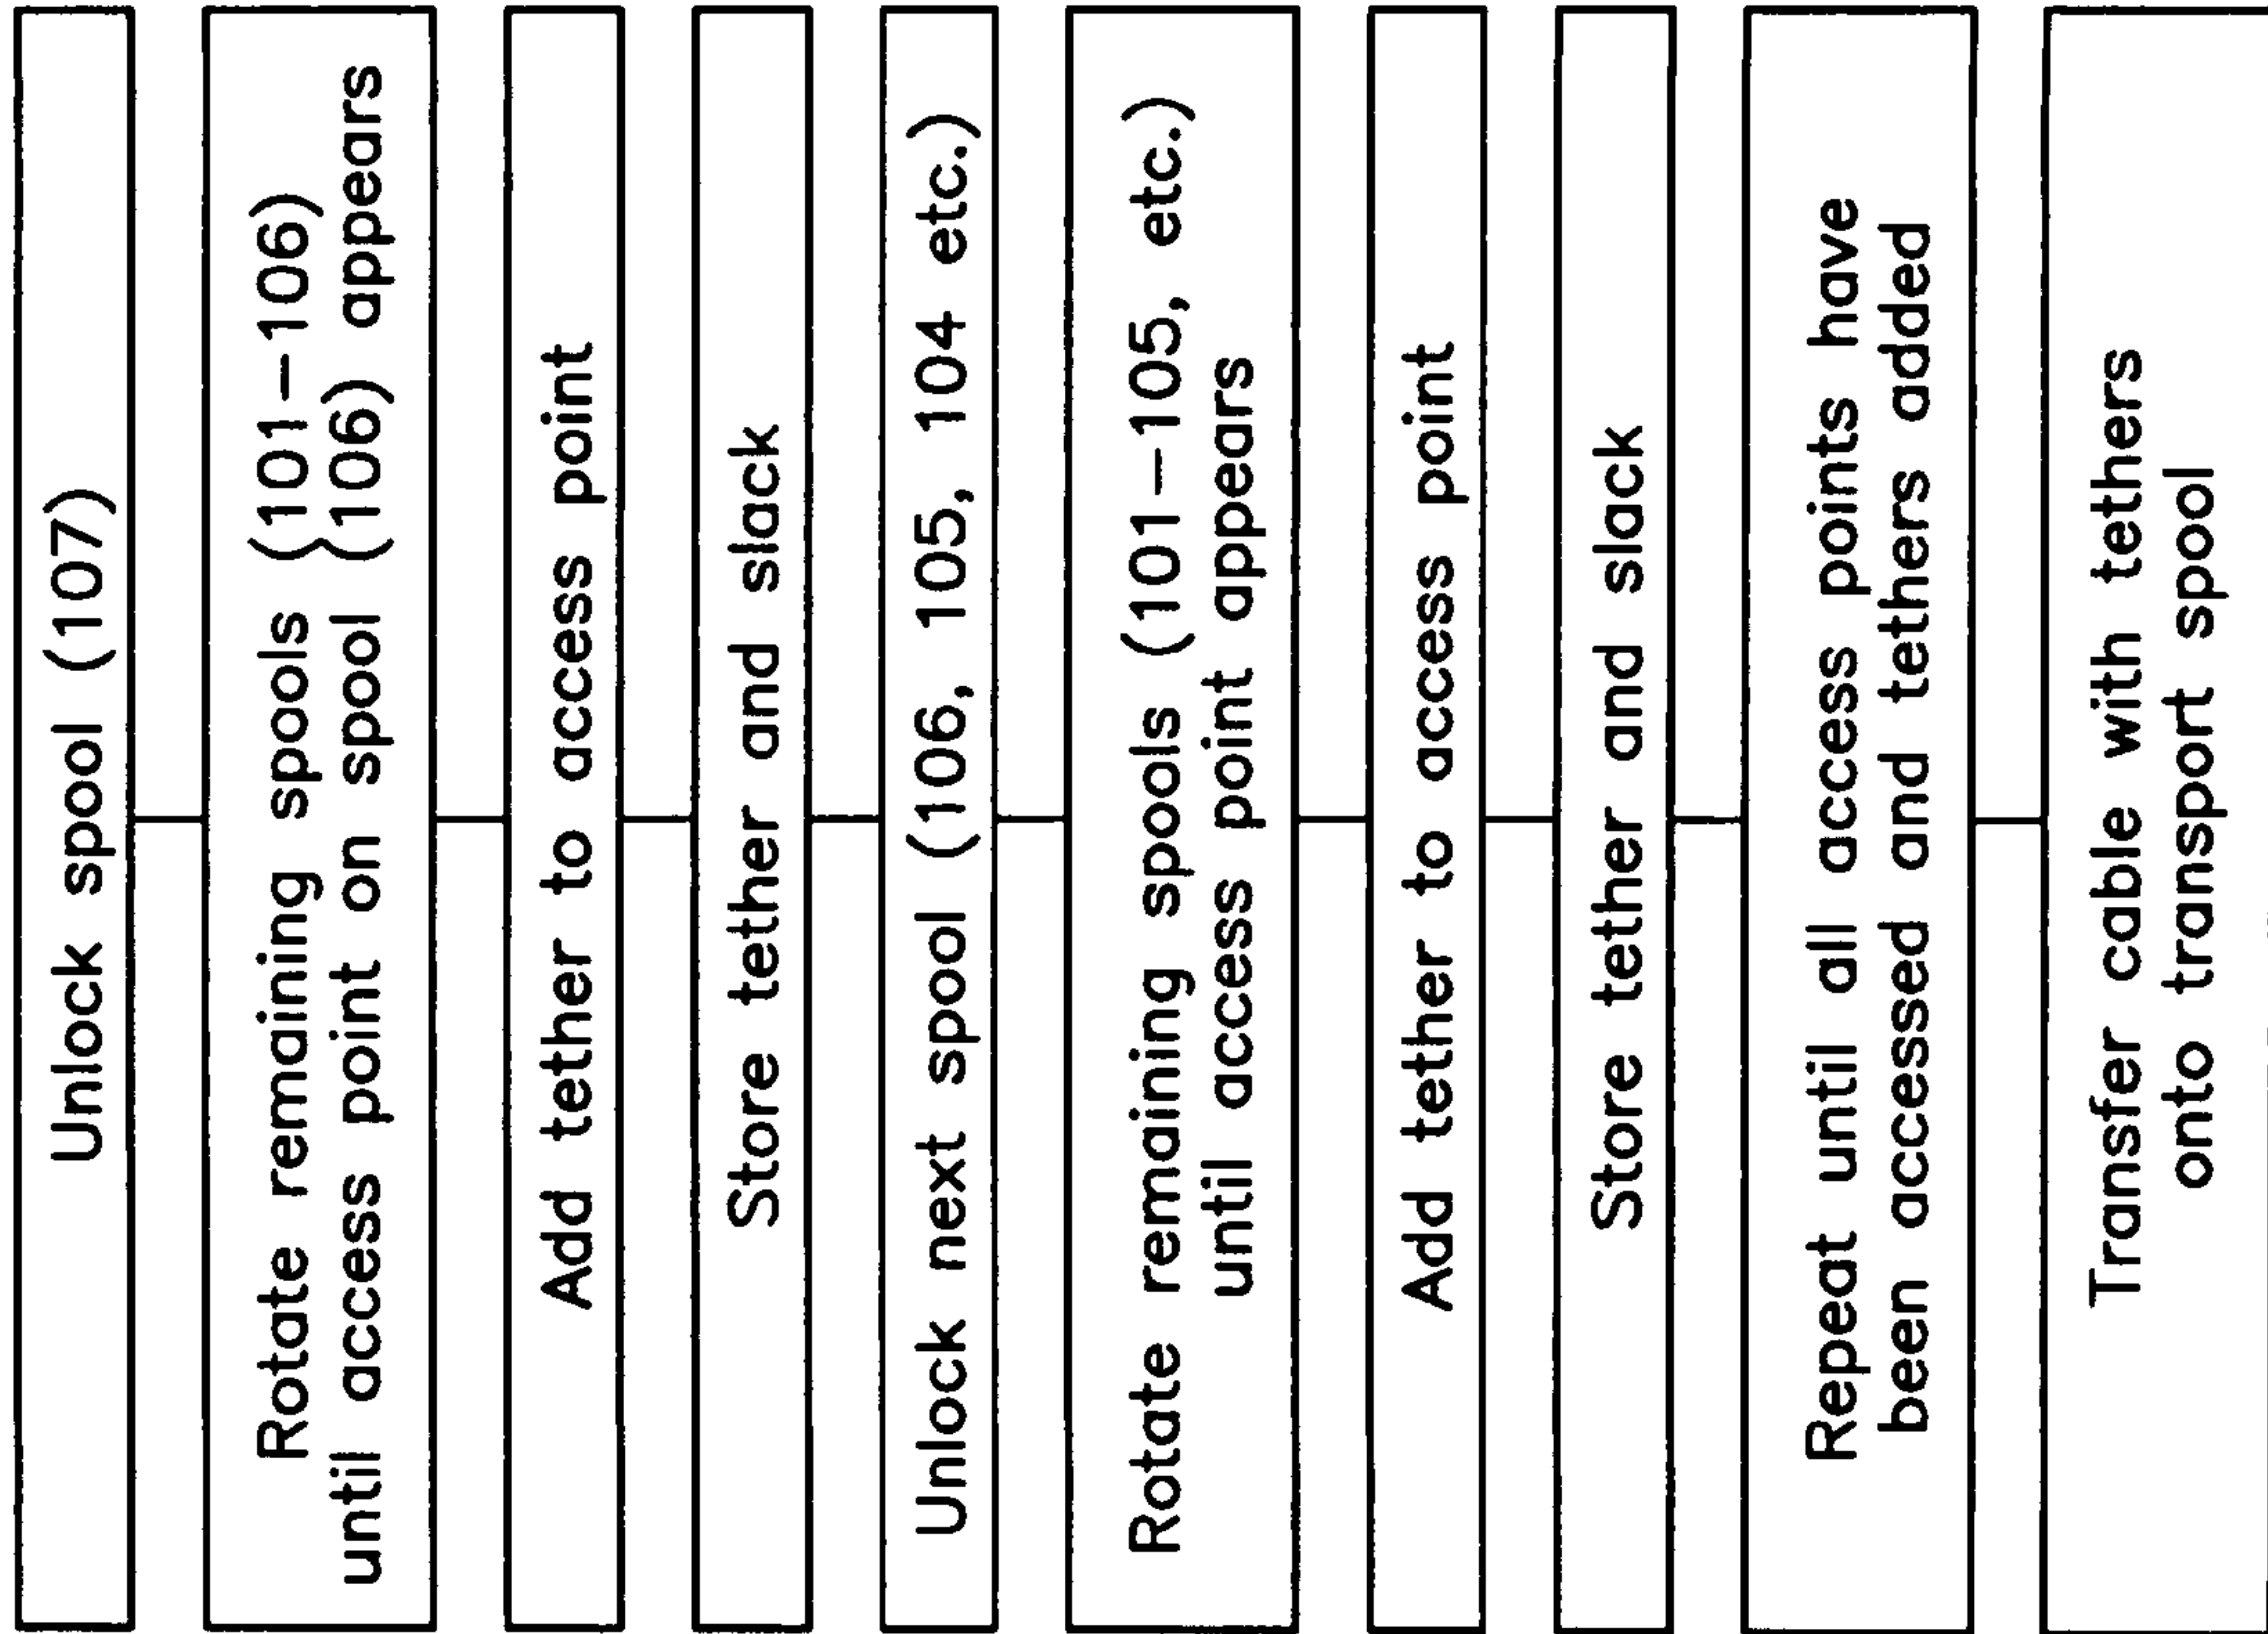 Unlock spool (107)
Rotate remaining spools (101–106)
until access point on spool (106) appears
Add tether to access point
Store tether and slack
Unlock next spool (106, 105, 104 etc.)
Rotate remaining spools (101–105, etc.)
until access point appears
Add tether to access point
Store tether and slack
Repeat until all access points have
been accessed and tethers added
Transfer cable with tethers
onto transport spool